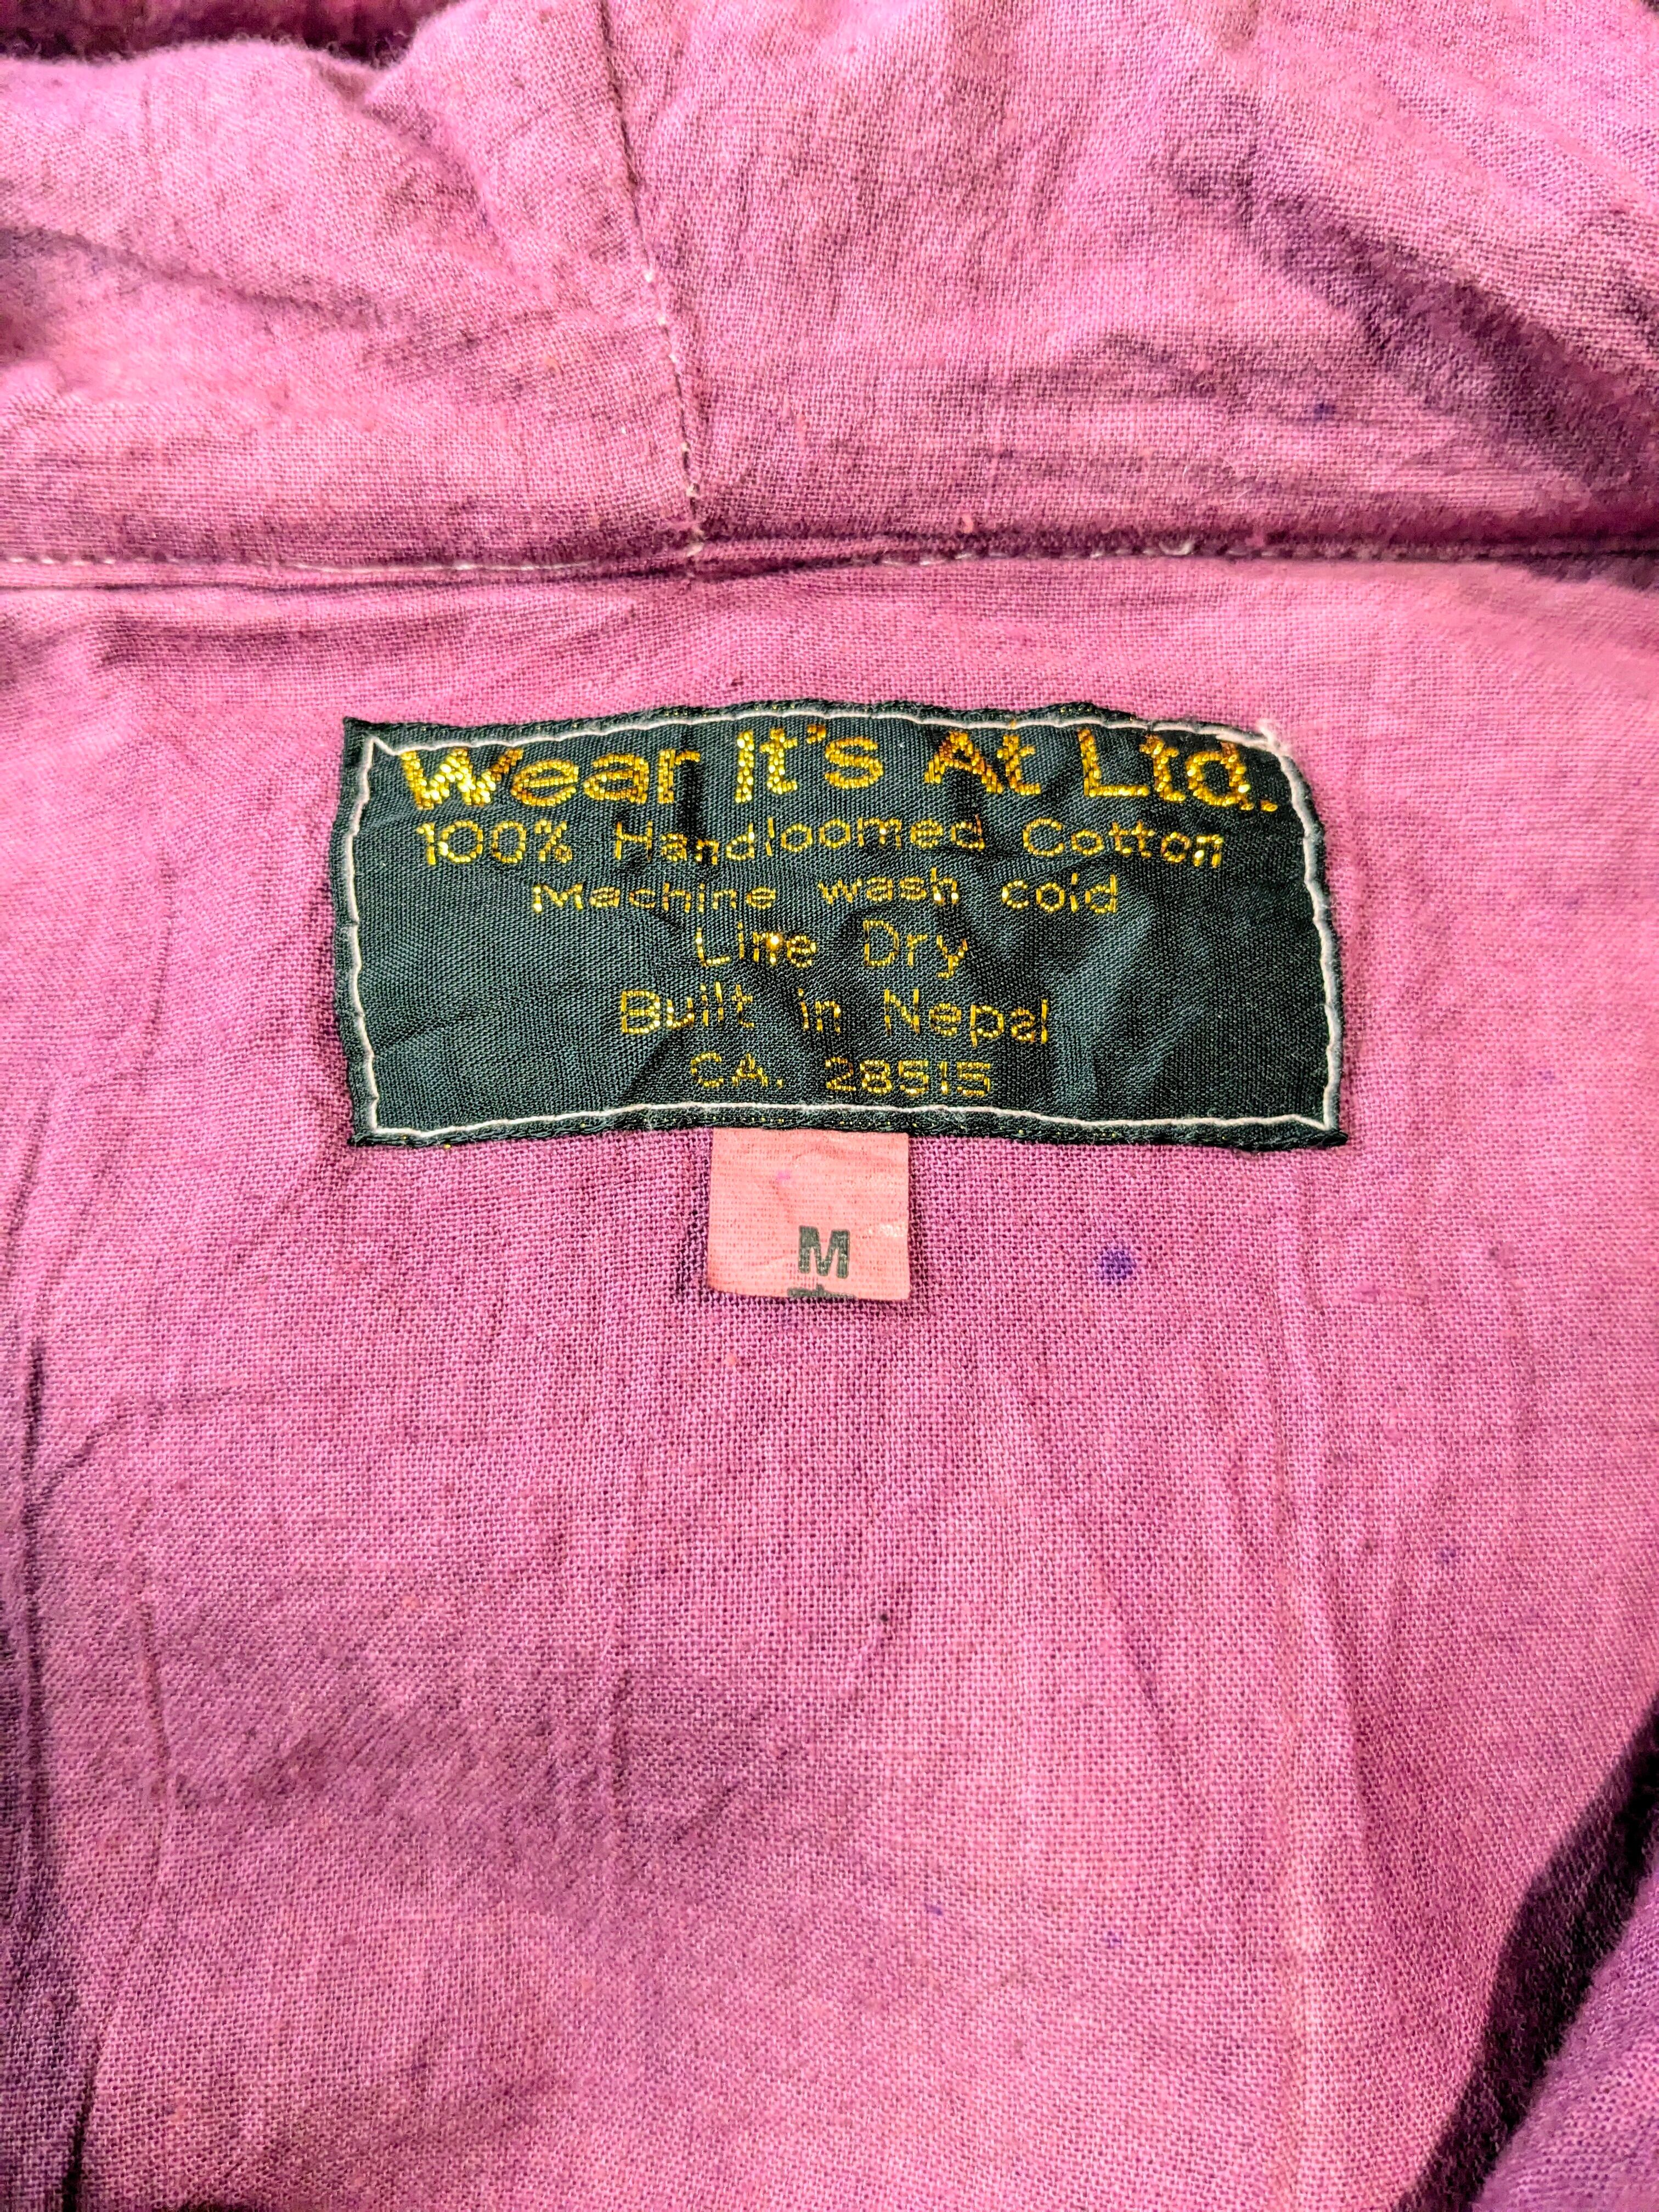 Wear It's At Ltd.
100% Handloomed Cotton
Machine wash cold
Line Dry
Built in Nepal
CA. 28515
M